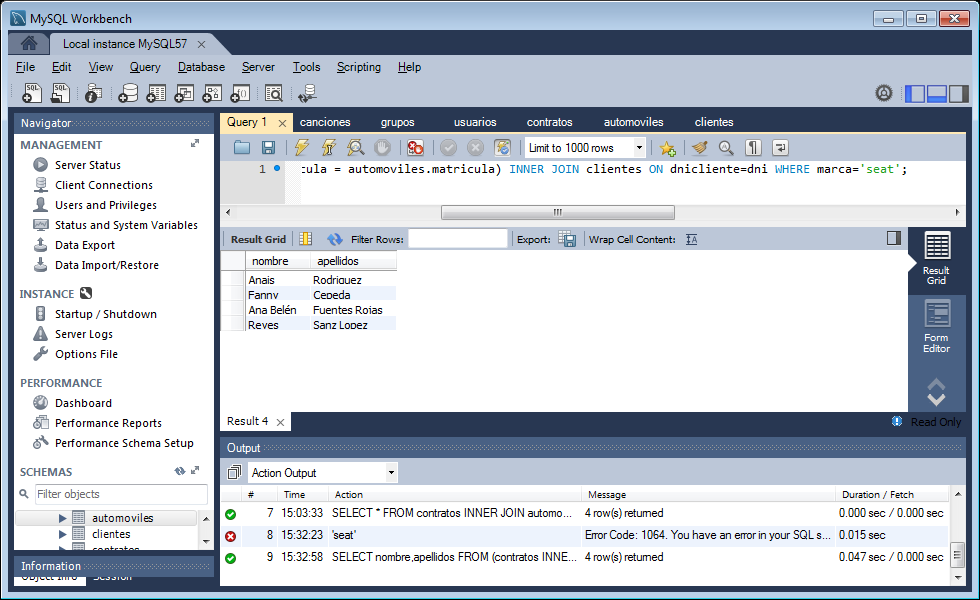 MySQL Workbench
Local instance MySQL57
File Edit View Query Database Server Tools Scripting Help
Navigator
MANAGEMENT
Server Status
Client Connections
Users and Privileges
Status and System Variables
Data Export
Data Import/Restore
INSTANCE
Startup / Shutdown
Server Logs
Options File
PERFORMANCE
Dashboard
Performance Reports
Performance Schema Setup
SCHEMAS
Filter objects
automoviles
clientes
contratos
Information
Object Info Session
Query 1 canciones grupos usuarios contratos automoviles clientes
Limit to 1000 rows
1 cula = automoviles.matricula) INNER JOIN clientes ON dnicliente=dni WHERE marca='seat';
Result Grid Filter Rows: Export: Wrap Cell Content:
nombre apellidos
Anais Rodriguez
Fanny Cepeda
Ana Belén Fuentes Rojas
Reyes Sanz Lopez
Result Grid
Form Editor
Result 4
Read Only
Output
Action Output
# Time Action Message Duration / Fetch
7 15:03:33 SELECT * FROM contratos INNER JOIN automo... 4 row(s) returned 0.000 sec / 0.000 sec
8 15:32:23 'seat' Error Code: 1064. You have an error in your SQL s... 0.015 sec
9 15:32:58 SELECT nombre,apellidos FROM (contratos INNE... 4 row(s) returned 0.047 sec / 0.000 sec